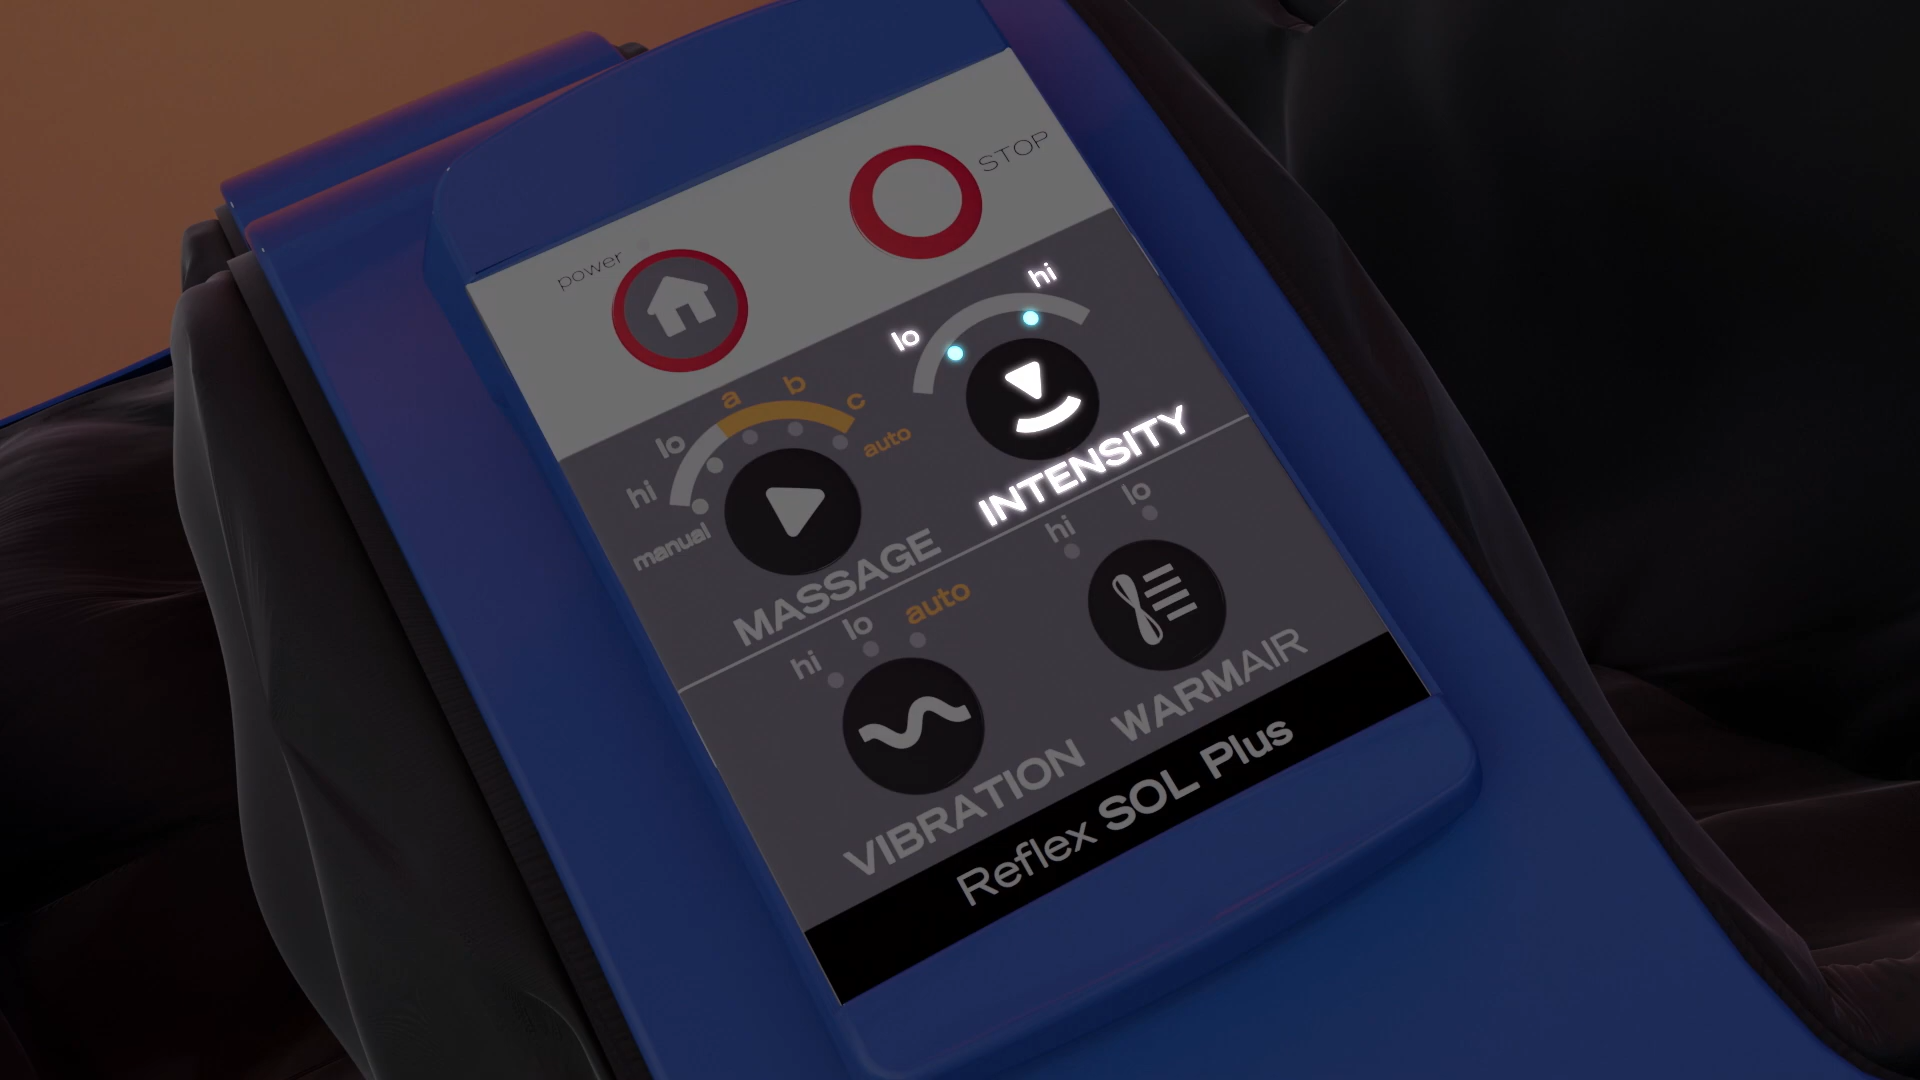 power
STOP
lo
hi
INTENSITY
hi
lo
a
b
c
auto
manual
MASSAGE
hi
lo
auto
VIBRATION
hi
lo
WARMAIR
Reflex SOL Plus